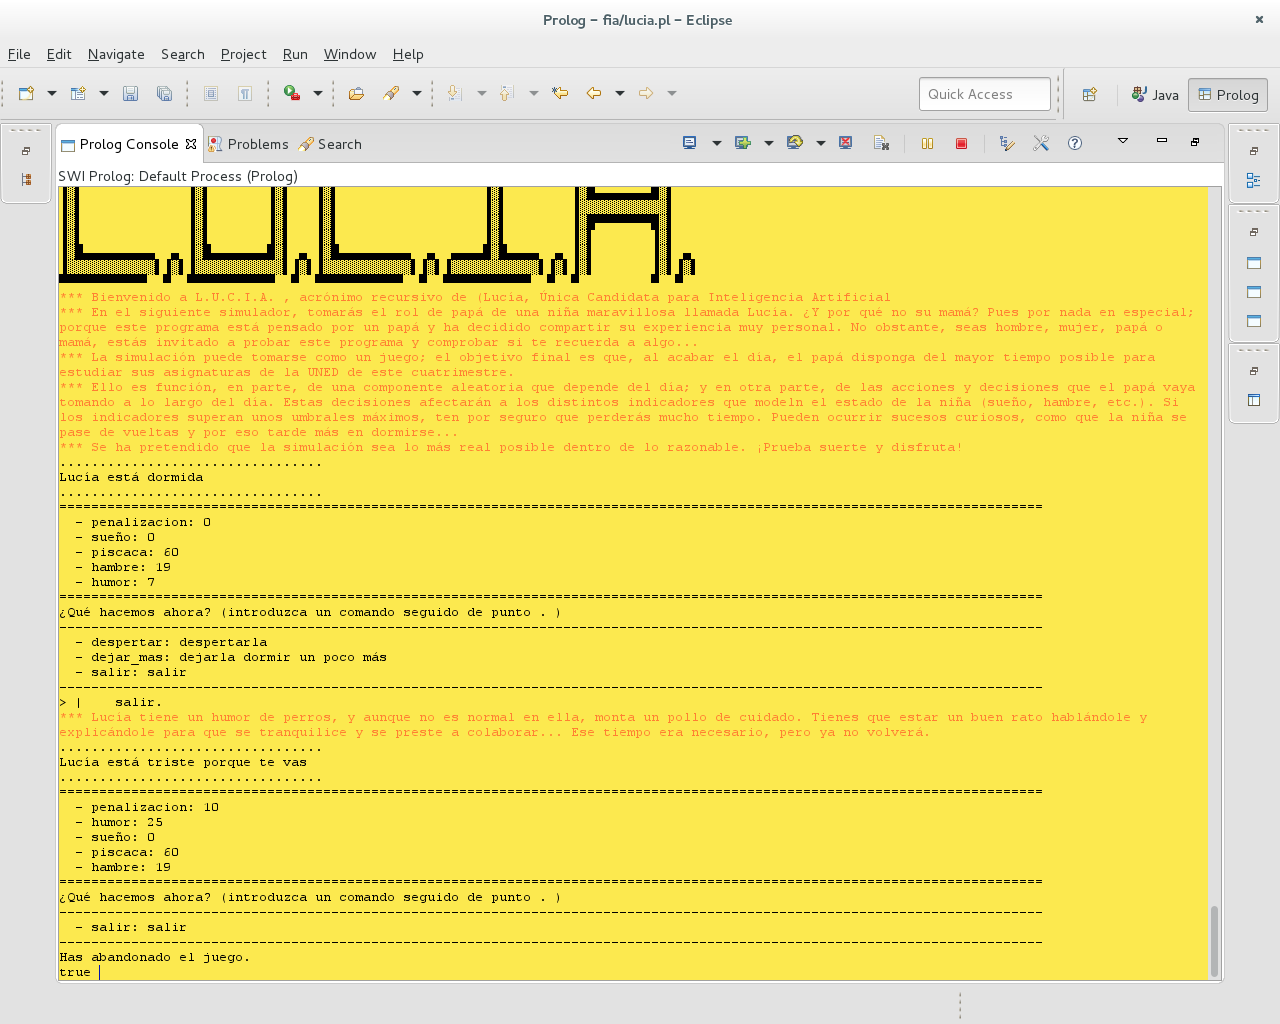 Prolog – fia/lucia.pl – Eclipse
File Edit Navigate Search Project Run Window Help
Quick Access
Java
Prolog
Prolog Console
Problems
Search
SWI Prolog: Default Process (Prolog)
L.U.C.I.A.
*** Bienvenido a L.U.C.I.A. , acrónimo recursivo de (Lucía, Única Candidata para Inteligencia Artificial
*** En el siguiente simulador, tomarás el rol de papá de una niña maravillosa llamada Lucía. ¿Y por qué no su mamá? Pues por nada en especial;
porque este programa está pensado por un papá y ha decidido compartir su experiencia muy personal. No obstante, seas hombre, mujer, papá o
mamá, estás invitado a probar este programa y comprobar si te recuerda a algo...
*** La simulación puede tomarse como un juego; el objetivo final es que, al acabar el día, el papá disponga del mayor tiempo posible para
estudiar sus asignaturas de la UNED de este cuatrimestre.
*** Ello es función, en parte, de una componente aleatoria que depende del día; y en otra parte, de las acciones y decisiones que el papá vaya
tomando a lo largo del día. Estas decisiones afectarán a los distintos indicadores que modeln el estado de la niña (sueño, hambre, etc.). Si
los indicadores superan unos umbrales máximos, ten por seguro que perderás mucho tiempo. Pueden ocurrir sucesos curiosos, como que la niña se
pase de vueltas y por eso tarde más en dormirse...
*** Se ha pretendido que la simulación sea lo más real posible dentro de lo razonable. ¡Prueba suerte y disfruta!
.................................
Lucía está dormida
.................................
===========================================================================================================================
- penalizacion: 0
- sueño: 0
- piscaca: 60
- hambre: 19
- humor: 7
===========================================================================================================================
¿Qué hacemos ahora? (introduzca un comando seguido de punto . )
---------------------------------------------------------------------------------------------------------------------------
- despertar: despertarla
- dejar_mas: dejarla dormir un poco más
- salir: salir
---------------------------------------------------------------------------------------------------------------------------
> |    salir.
*** Lucía tiene un humor de perros, y aunque no es normal en ella, monta un pollo de cuidado. Tienes que estar un buen rato hablándole y
explicándole para que se tranquilice y se preste a colaborar... Ese tiempo era necesario, pero ya no volverá.
.................................
Lucía está triste porque te vas
.................................
===========================================================================================================================
- penalizacion: 10
- humor: 25
- sueño: 0
- piscaca: 60
- hambre: 19
===========================================================================================================================
¿Qué hacemos ahora? (introduzca un comando seguido de punto . )
---------------------------------------------------------------------------------------------------------------------------
- salir: salir
---------------------------------------------------------------------------------------------------------------------------
Has abandonado el juego.
true